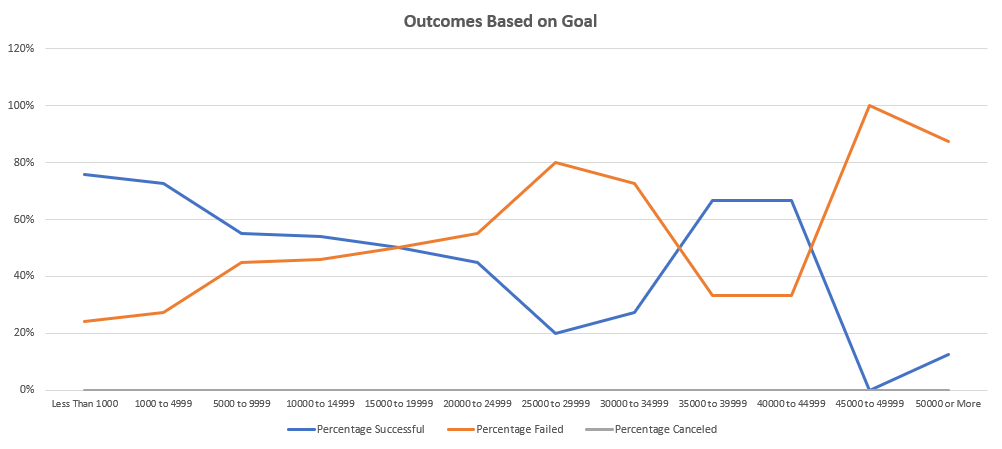 Outcomes Based on Goal
120%
100%
80%
60%
40%
20%
0%
Less Than 1000 1000 to 4999 5000 to 9999 10000 to 14999 15000 to 19999 20000 to 24999 25000 to 29999 30000 to 34999 35000 to 39999 40000 to 44999 45000 to 49999 50000 or More
Percentage Successful Percentage Failed Percentage Canceled